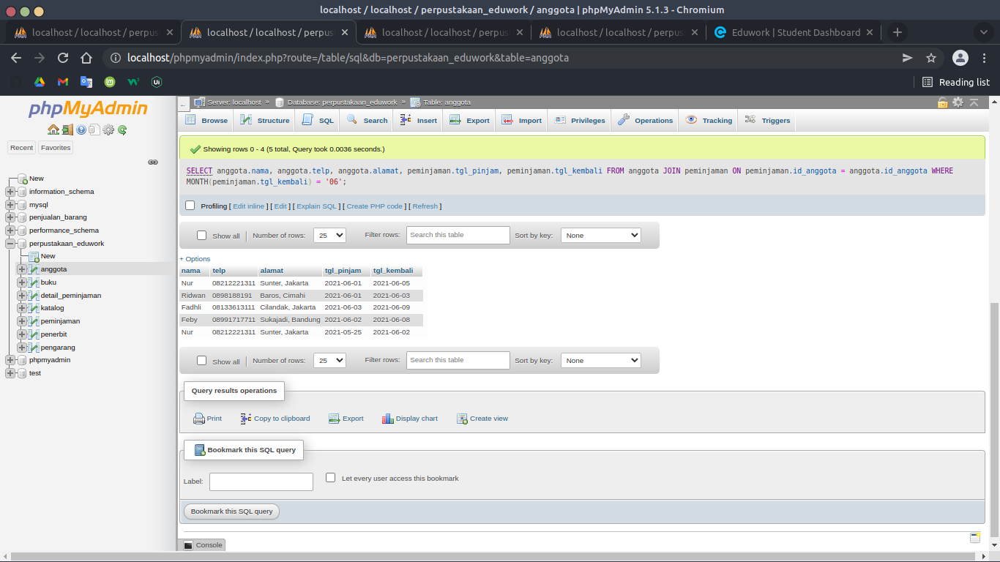 localhost / localhost / perpustakaan_eduwork / anggota | phpMyAdmin 5.1.3 - Chromium
localhost / localhost / perpus localhost / localhost / perpus localhost / localhost / perpus localhost / localhost / perpus Eduwork | Student Dashboard
localhost/phpmyadmin/index.php?route=/table/sql&db=perpustakaan_eduwork&table=anggota
Reading list
phpMyAdmin
Recent Favorites
New
information_schema
mysql
penjualan_barang
performance_schema
perpustakaan_eduwork
New
anggota
buku
detail_peminjaman
katalog
peminjaman
penerbit
pengarang
phpmyadmin
test
Server: localhost » Database: perpustakaan_eduwork » Table: anggota
Browse Structure SQL Search Insert Export Import Privileges Operations Tracking Triggers
Showing rows 0 - 4 (5 total, Query took 0.0036 seconds.)
SELECT anggota.nama, anggota.telp, anggota.alamat, peminjaman.tgl_pinjam, peminjaman.tgl_kembali FROM anggota JOIN peminjaman ON peminjaman.id_anggota = anggota.id_anggota WHERE
MONTH(peminjaman.tgl_kembali) = '06';
Profiling [ Edit inline ] [ Edit ] [ Explain SQL ] [ Create PHP code ] [ Refresh ]
Show all | Number of rows: 25 Filter rows: Search this table Sort by key: None
+ Options
nama telp alamat tgl_pinjam tgl_kembali
Nur 08212221311 Sunter, Jakarta 2021-06-01 2021-06-05
Ridwan 0898188191 Baros, Cimahi 2021-06-01 2021-06-03
Fadhli 08133613111 Cilandak, Jakarta 2021-06-03 2021-06-09
Feby 08991717711 Sukajadi, Bandung 2021-06-02 2021-06-08
Nur 08212221311 Sunter, Jakarta 2021-05-25 2021-06-02
Show all | Number of rows: 25 Filter rows: Search this table Sort by key: None
Query results operations
Print Copy to clipboard Export Display chart Create view
Bookmark this SQL query
Label: Let every user access this bookmark
Bookmark this SQL query
Console